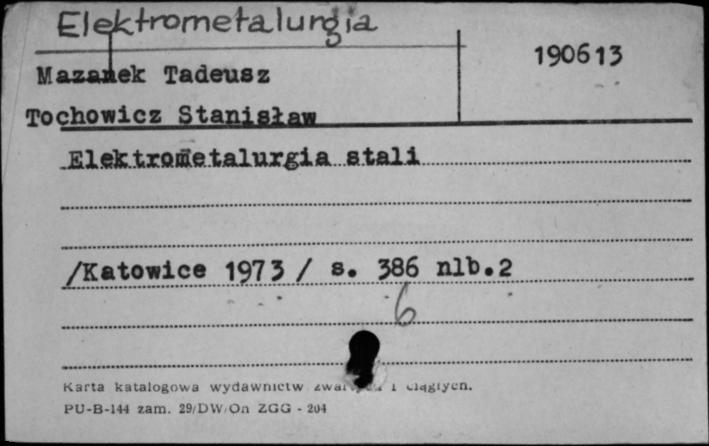 Elektrometalurgia
190613
Mazanek Tadeusz
Tochowicz Stanisław
Elektrometalurgia stali
/Katowice 1973/ s. 386 nlb.2
6
Karta katalogowa wydawnictw i ciągłych.
PU-B-144 zam. 29/DW/On ZGG - 204